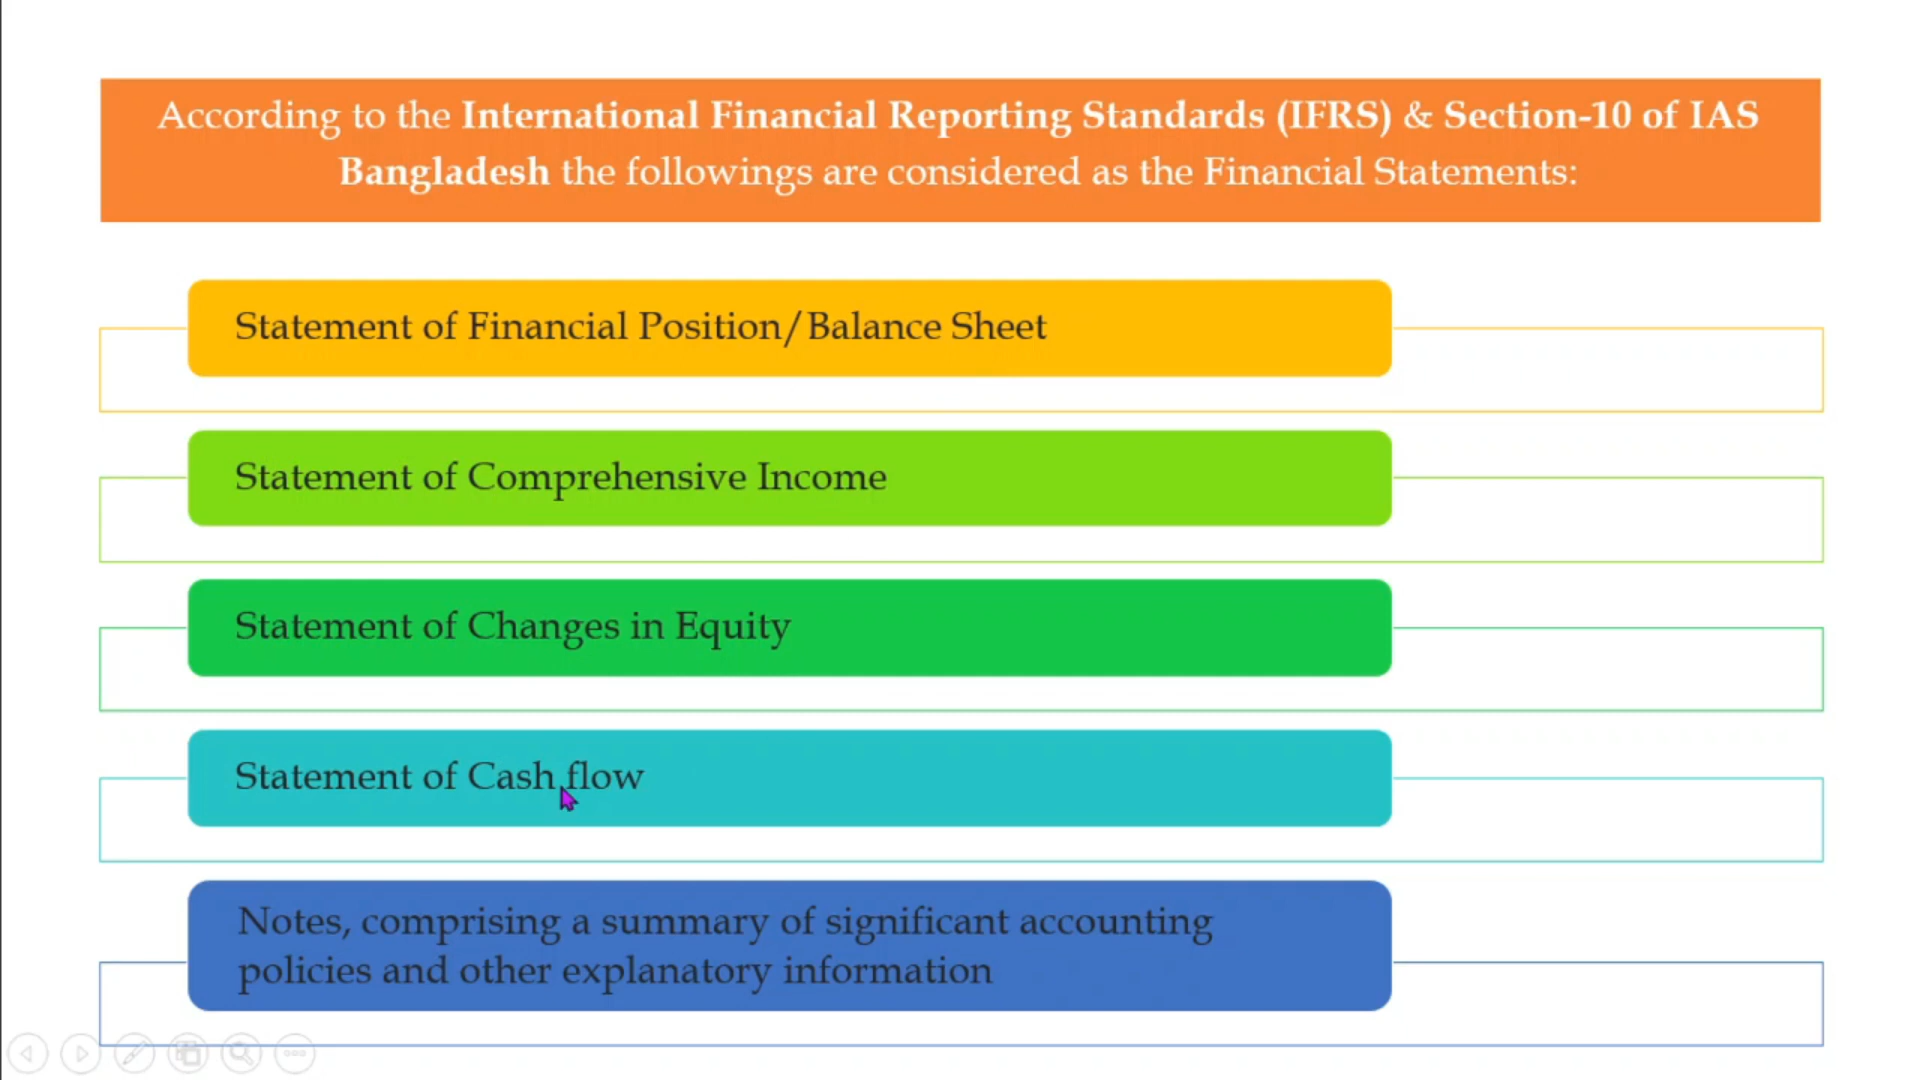 According to the International Financial Reporting Standards (IFRS) & Section-10 of IAS
Bangladesh the followings are considered as the Financial Statements:
Statement of Financial Position/Balance Sheet
Statement of Comprehensive Income
Statement of Changes in Equity
Statement of Cash flow
Notes, comprising a summary of significant accounting
policies and other explanatory information